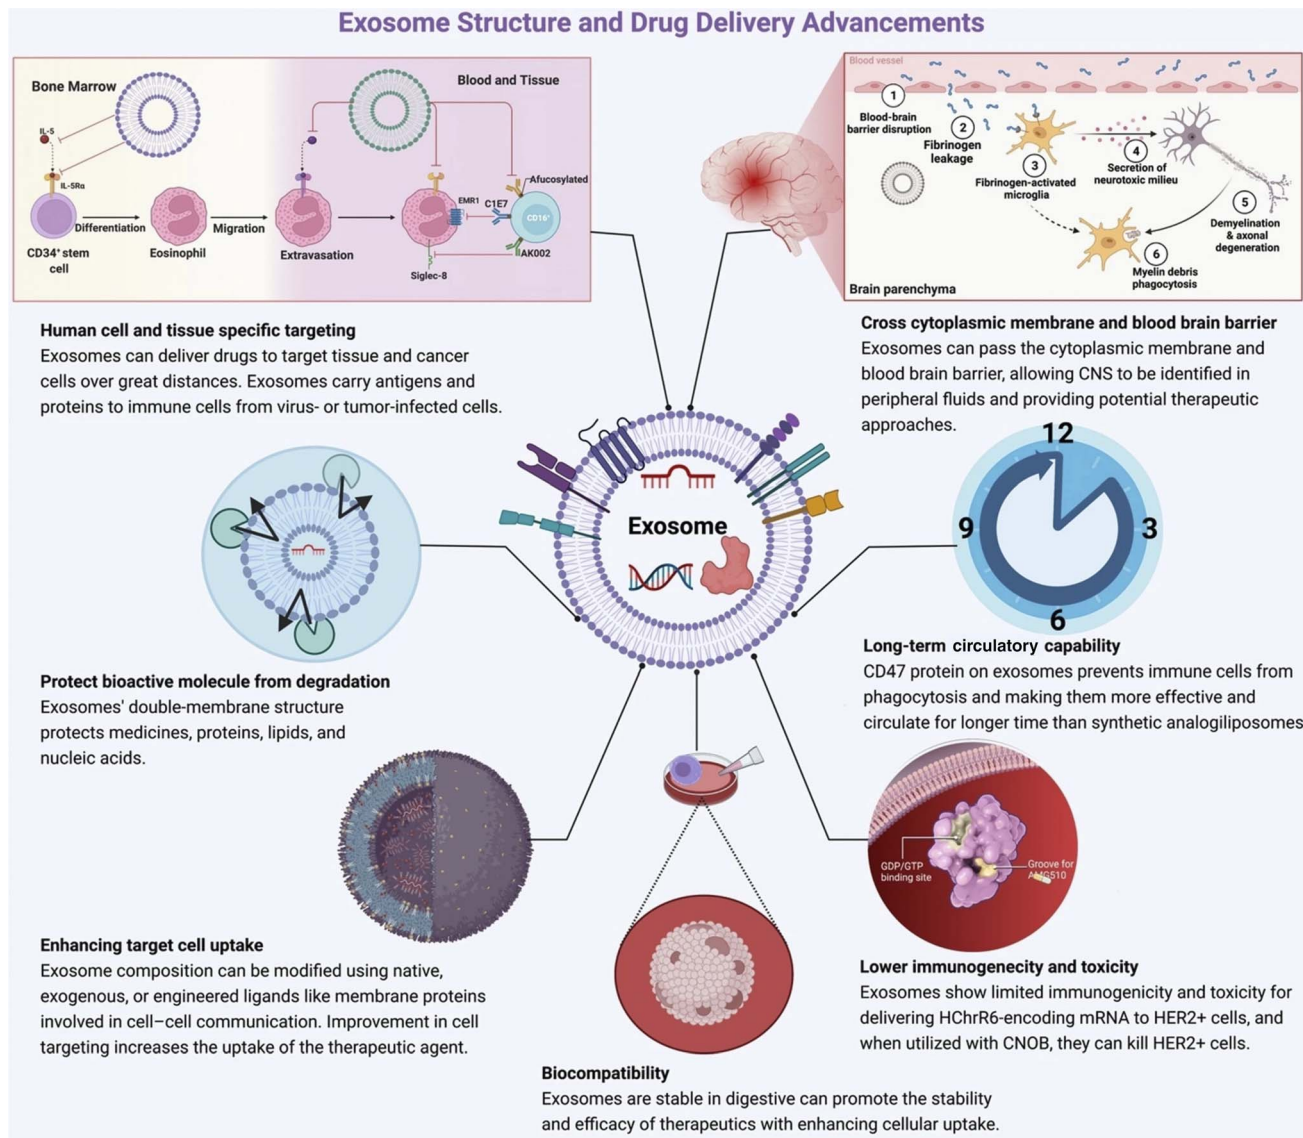 Exosome Structure and Drug Delivery Advancements
Bone Marrow
IL-5
IL-5Rα
CD34⁺ stem
cell
Differentiation
Eosinophil
Migration
Blood and Tissue
Extravasation
EMR1
C1E7
Afucosylated
CD16⁺
AK002
Siglec-8
Blood vessel
1
Blood-brain
barrier disruption
2
Fibrinogen
leakage
3
Fibrinogen-activated
microglia
4
Secretion of
neurotoxic milieu
5
Demyelination
& axonal
degeneration
6
Myelin debris
phagocytosis
Brain parenchyma
Human cell and tissue specific targeting
Exosomes can deliver drugs to target tissue and cancer
cells over great distances. Exosomes carry antigens and
proteins to immune cells from virus- or tumor-infected cells.
Cross cytoplasmic membrane and blood brain barrier
Exosomes can pass the cytoplasmic membrane and
blood brain barrier, allowing CNS to be identified in
peripheral fluids and providing potential therapeutic
approaches.
Exosome
12
9
3
6
Protect bioactive molecule from degradation
Exosomes' double-membrane structure
protects medicines, proteins, lipids, and
nucleic acids.
Long-term circulatory capability
CD47 protein on exosomes prevents immune cells from
phagocytosis and making them more effective and
circulate for longer time than synthetic analogiliposomes
GDP/GTP
binding site
Groove for
AMG510
Enhancing target cell uptake
Exosome composition can be modified using native,
exogenous, or engineered ligands like membrane proteins
involved in cell–cell communication. Improvement in cell
targeting increases the uptake of the therapeutic agent.
Lower immunogenecity and toxicity
Exosomes show limited immunogenicity and toxicity for
delivering HChrR6-encoding mRNA to HER2+ cells, and
when utilized with CNOB, they can kill HER2+ cells.
Biocompatibility
Exosomes are stable in digestive can promote the stability
and efficacy of therapeutics with enhancing cellular uptake.